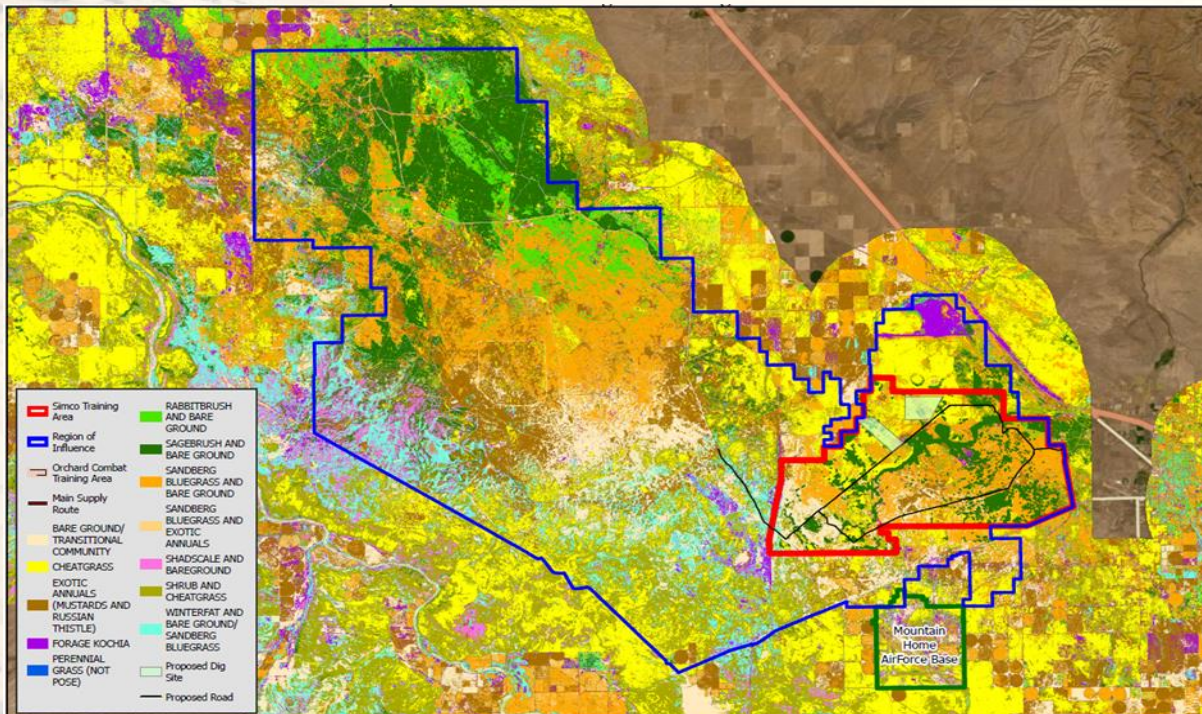 Simco Training
Area
Region of
Influence
Orchard Combat
Training Area
Main Supply
Route
BARE GROUND/
TRANSITIONAL
COMMUNITY
CHEATGRASS
EXOTIC
ANNUALS
(MUSTARDS AND
RUSSIAN
THISTLE)
FORAGE KOCHIA
PERENNIAL
GRASS (NOT
POSE)
RABBITBRUSH
AND BARE
GROUND
SAGEBRUSH AND
BARE GROUND
SANDBERG
BLUEGRASS AND
BARE GROUND
SANDBERG
BLUEGRASS AND
EXOTIC
ANNUALS
SHADSCALE AND
BAREGROUND
SHRUB AND
CHEATGRASS
WINTERFAT AND
BARE GROUND/
SANDBERG
BLUEGRASS
Proposed Dig
Site
Proposed Road
Mountain
Home
AirForce Base